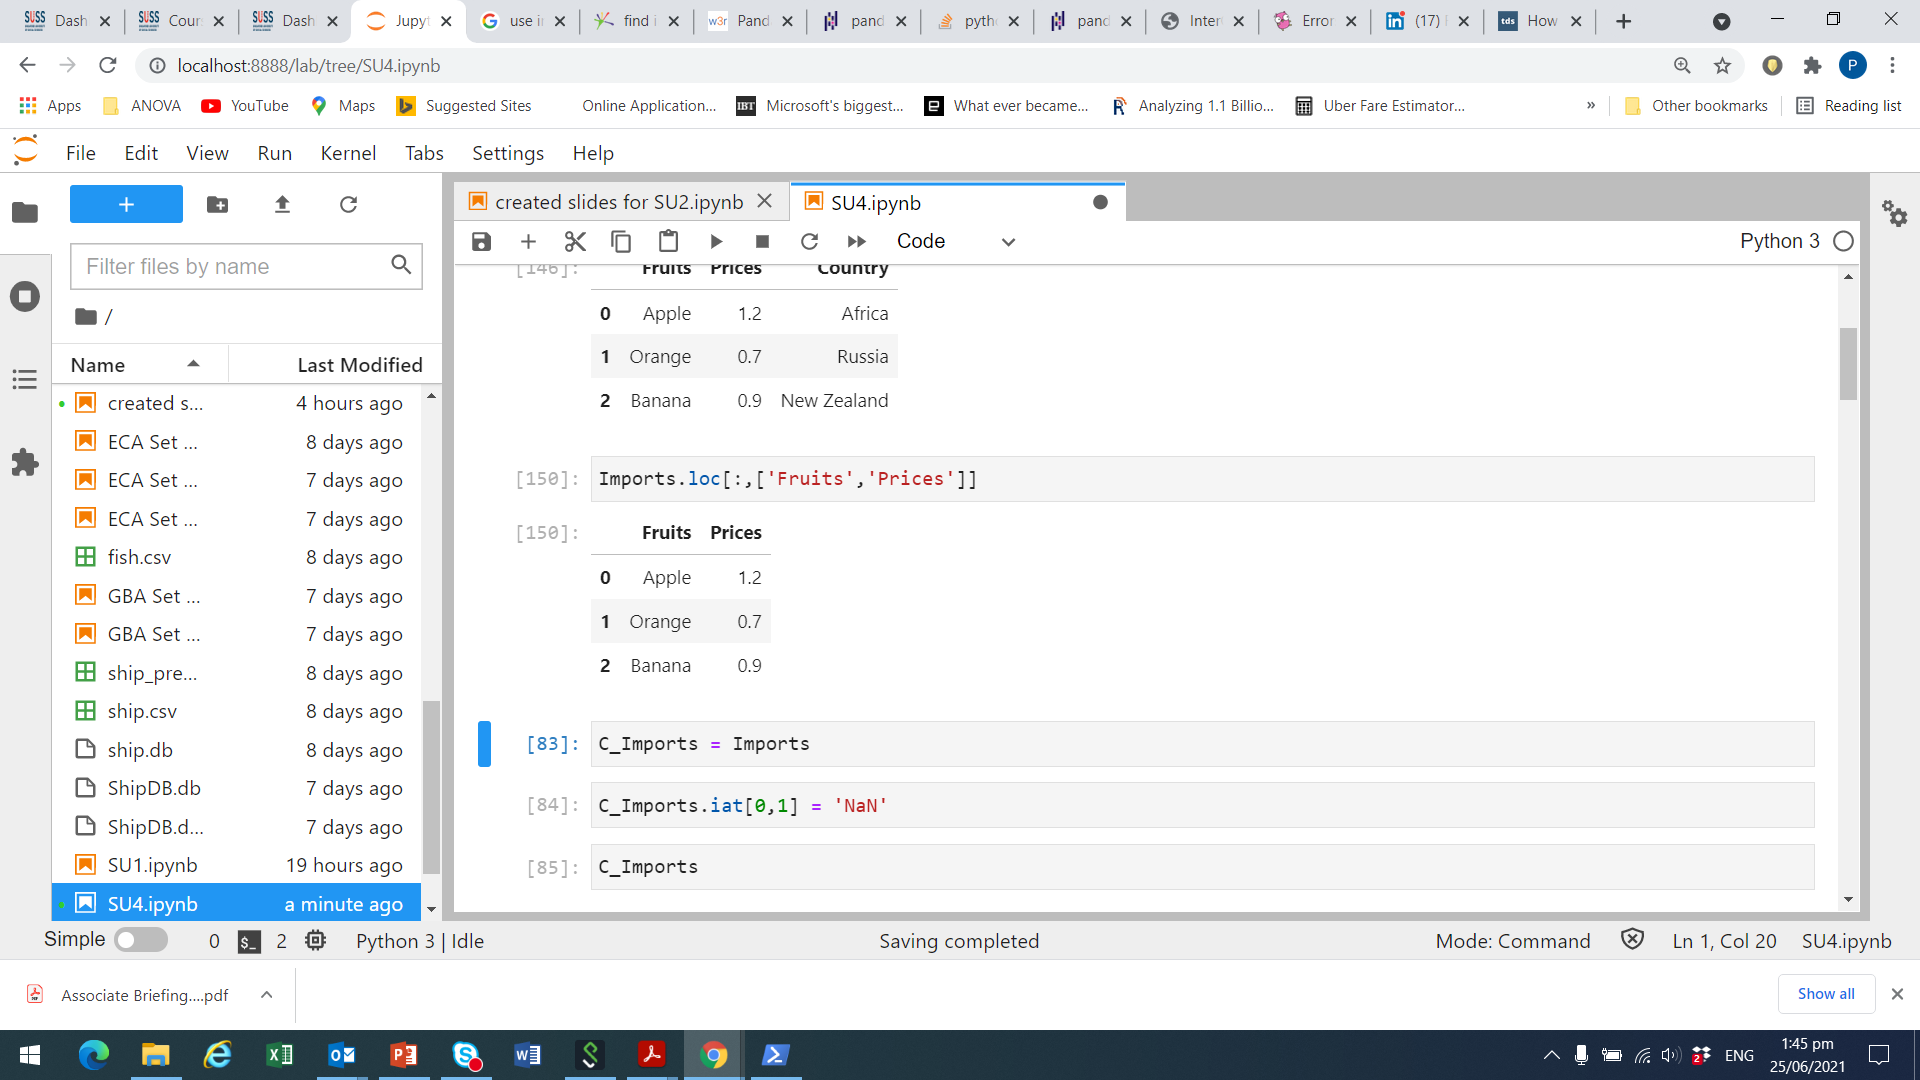 SUSS Dash
SUSS Cour
SUSS Dash
Jupyt
use i
find i
w3r Pand
pand
pyth
pand
Inter
Error
(17)
tds How
localhost:8888/lab/tree/SU4.ipynb
P
Apps
ANOVA
YouTube
Maps
Suggested Sites
Online Application...
IBT Microsoft's biggest...
What ever became...
Analyzing 1.1 Billio...
Uber Fare Estimator...
»
Other bookmarks
Reading list
File Edit View Run Kernel Tabs Settings Help
Filter files by name
/
Name Last Modified
created s... 4 hours ago
ECA Set ... 8 days ago
ECA Set ... 7 days ago
ECA Set ... 7 days ago
fish.csv 8 days ago
GBA Set ... 7 days ago
GBA Set ... 7 days ago
ship_pre... 8 days ago
ship.csv 8 days ago
ship.db 8 days ago
ShipDB.db 7 days ago
ShipDB.d... 7 days ago
SU1.ipynb 19 hours ago
SU4.ipynb a minute ago
created slides for SU2.ipynb
SU4.ipynb
Code
Python 3
[146]: Fruits Prices Country
0 Apple 1.2 Africa
1 Orange 0.7 Russia
2 Banana 0.9 New Zealand
[150]: Imports.loc[:,['Fruits','Prices']]
[150]: Fruits Prices
0 Apple 1.2
1 Orange 0.7
2 Banana 0.9
[83]: C_Imports = Imports
[84]: C_Imports.iat[0,1] = 'NaN'
[85]: C_Imports
Simple 0 $_ 2 Python 3 | Idle
Saving completed
Mode: Command
Ln 1, Col 20
SU4.ipynb
Associate Briefing....pdf
Show all
ENG
1:45 pm
25/06/2021